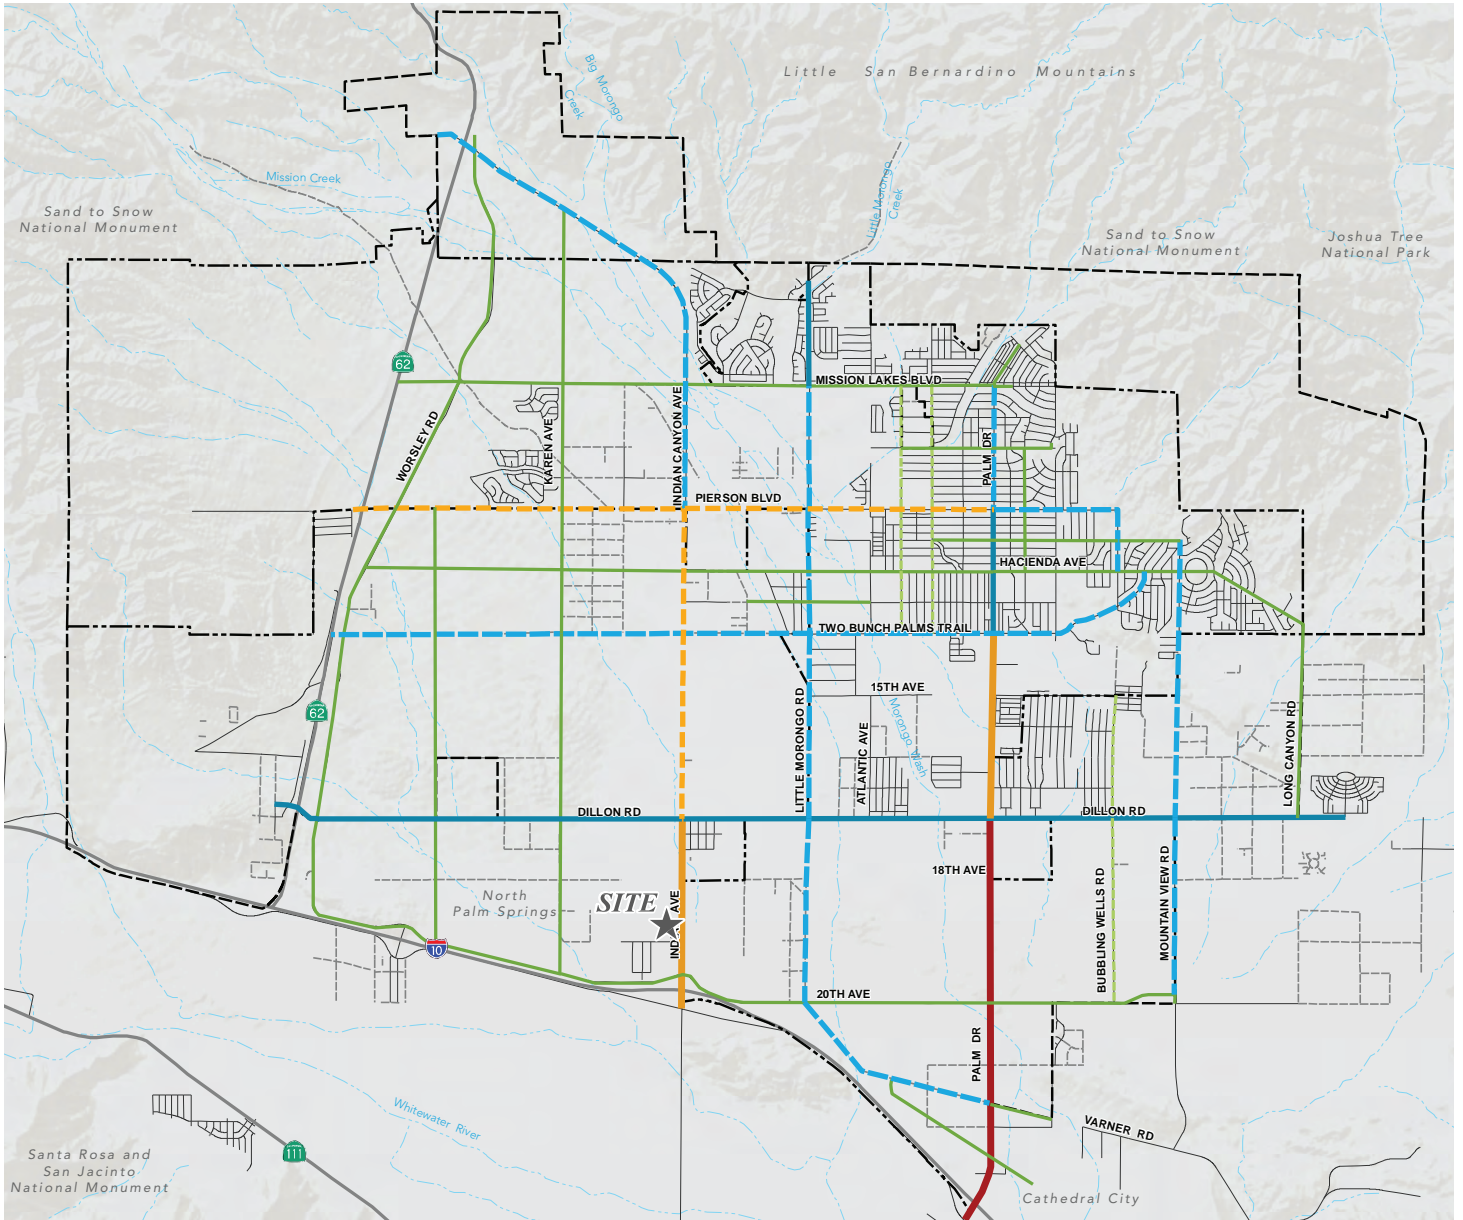 Little San Bernardino Mountains
Big Morongo
Creek
Mission Creek
Little Morongo
Creek
Sand to Snow
National Monument
Sand to Snow
National Monument
Joshua Tree
National Park
62
MISSION LAKES BLVD
WORSLEY RD
KAREN AVE
INDIAN CANYON AVE
PALM DR
PIERSON BLVD
HACIENDA AVE
TWO BUNCH PALMS TRAIL
15TH AVE
62
LITTLE MORONGO RD
ATLANTIC AVE
Morongo Wash
LONG CANYON RD
DILLON RD
DILLON RD
18TH AVE
BUBBLING WELLS RD
MOUNTAIN VIEW RD
North
Palm Springs
SITE
AVE
10
20TH AVE
PALM DR
Whitewater River
VARNER RD
111
Santa Rosa and
San Jacinto
National Monument
Cathedral City